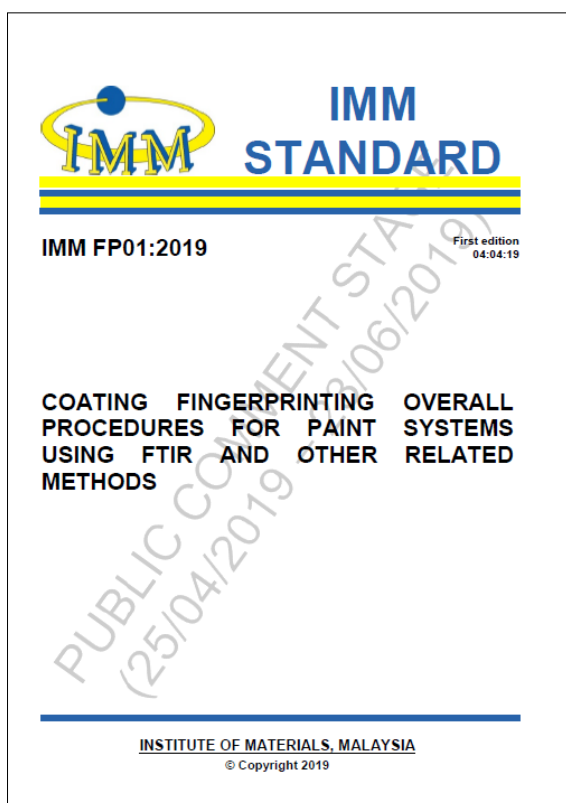 IMM
IMM
STANDARD
IMM FP01:2019
First edition
04:04:19
COATING FINGERPRINTING OVERALL
PROCEDURES FOR PAINT SYSTEMS
USING FTIR AND OTHER RELATED
METHODS
PUBLIC COMMENT STAGE
(25/04/2019 - 23/06/2019)
INSTITUTE OF MATERIALS, MALAYSIA
© Copyright 2019